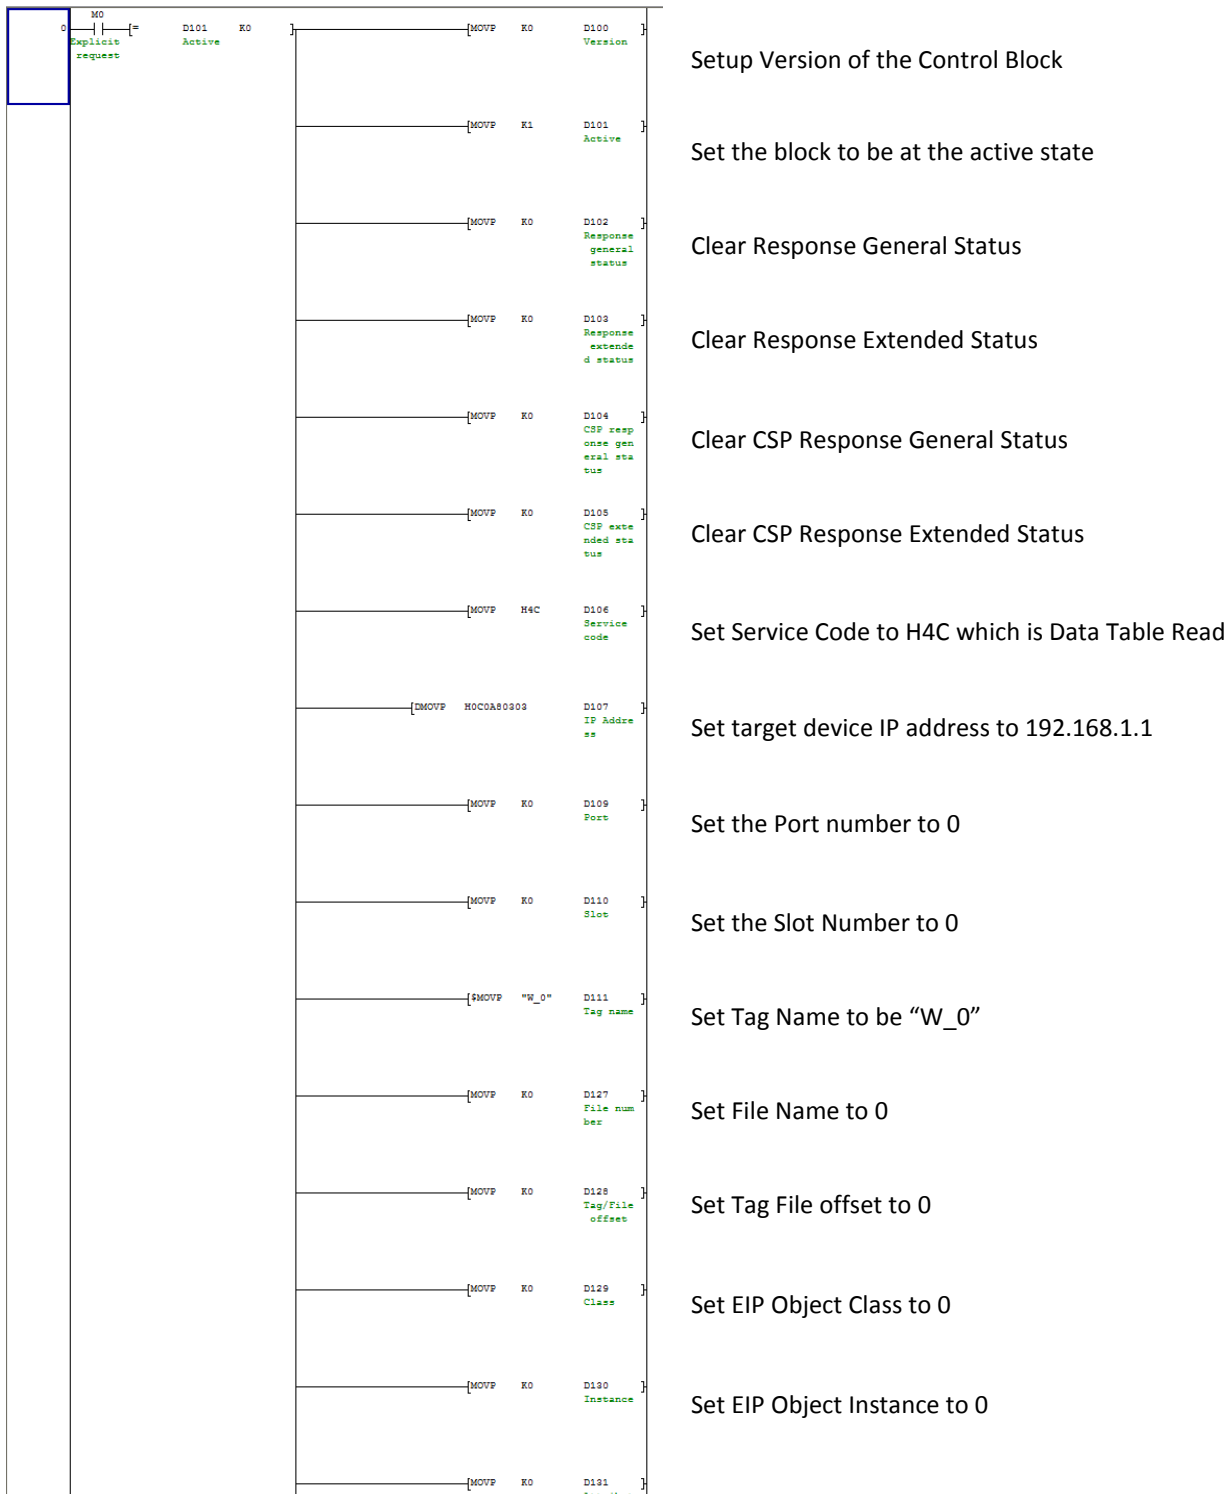 M0
0 [= D101 K0 ] [MOVP K0 D100 ]
Explicit Active Version
request
Setup Version of the Control Block
[MOVP K1 D101 ]
Active
Set the block to be at the active state
[MOVP K0 D102 ]
Response
general
status
Clear Response General Status
[MOVP K0 D103 ]
Response
extende
d status
Clear Response Extended Status
[MOVP K0 D104 ]
CSP resp
onse gen
eral sta
tus
Clear CSP Response General Status
[MOVP K0 D105 ]
CSP exte
nded sta
tus
Clear CSP Response Extended Status
[MOVP H4C D106 ]
Service
code
Set Service Code to H4C which is Data Table Read
[DMOVP H0C0A80303 D107 ]
IP Addre
ss
Set target device IP address to 192.168.1.1
[MOVP K0 D109 ]
Port
Set the Port number to 0
[MOVP K0 D110 ]
Slot
Set the Slot Number to 0
[$MOVP "W_0" D111 ]
Tag name
Set Tag Name to be “W_0”
[MOVP K0 D127 ]
File num
ber
Set File Name to 0
[MOVP K0 D128 ]
Tag/File
offset
Set Tag File offset to 0
[MOVP K0 D129 ]
Class
Set EIP Object Class to 0
[MOVP K0 D130 ]
Instance
Set EIP Object Instance to 0
[MOVP K0 D131 ]